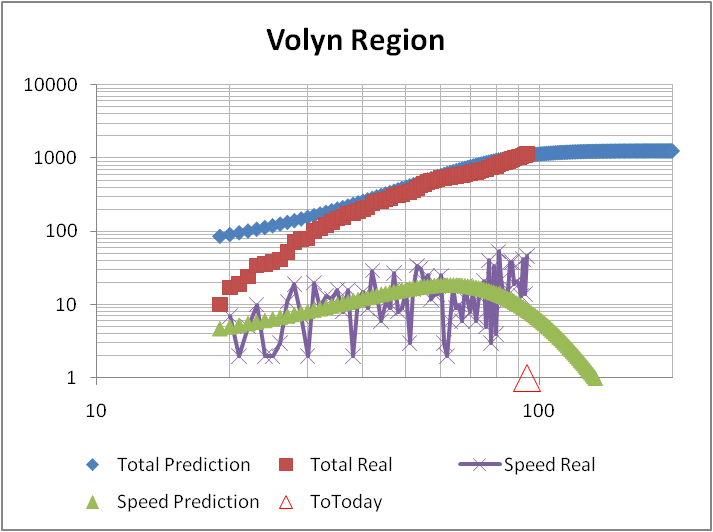 Volyn Region
10000
1000
100
10
1
10
100
Total Prediction
Total Real
Speed Real
Speed Prediction
ToToday